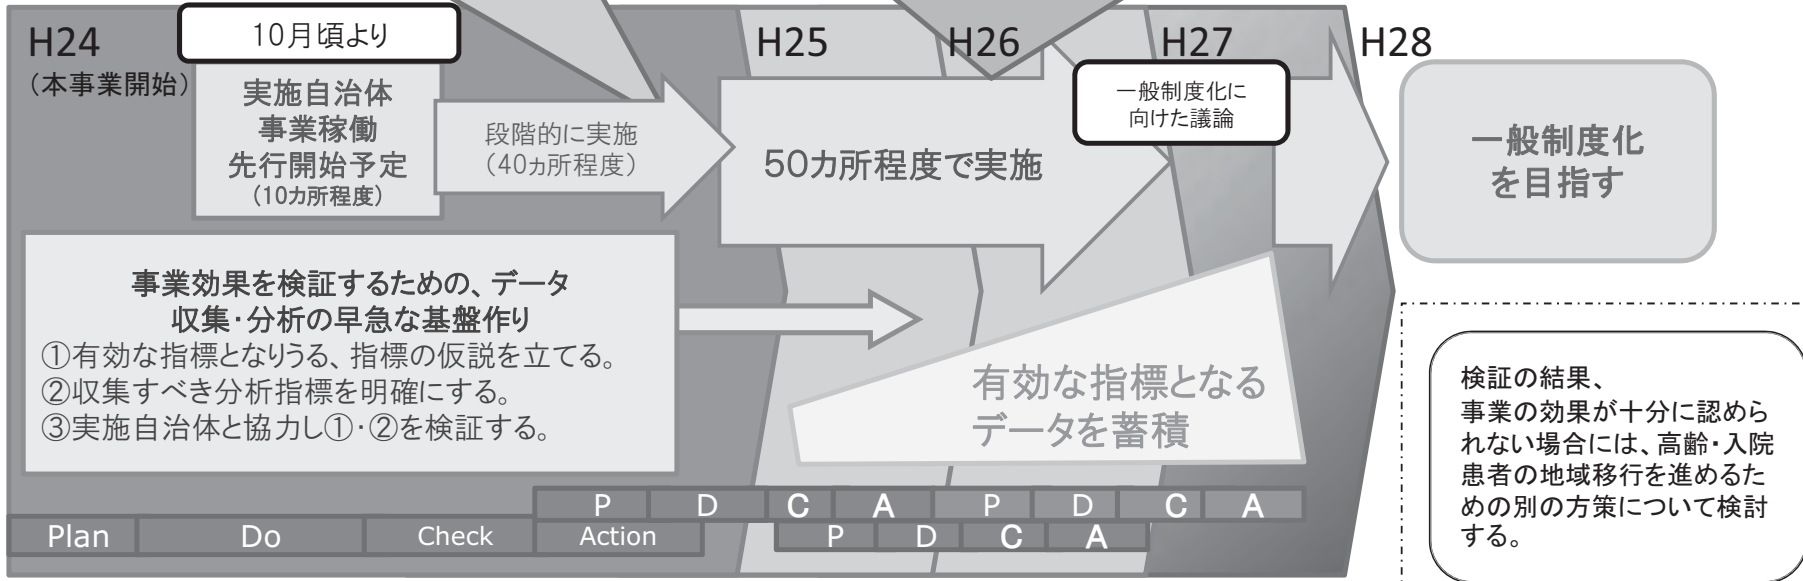 H24
(本事業開始)
10月頃より
実施自治体
事業稼働
先行開始予定
(10カ所程度)
段階的に実施
(40ヵ所程度)
H25
H26
H27
H28
50カ所程度で実施
一般制度化に
向けた議論
一般制度化
を目指す
事業効果を検証するための、データ
収集・分析の早急な基盤作り
①有効な指標となりうる、指標の仮説を立てる。
②収集すべき分析指標を明確にする。
③実施自治体と協力し①・②を検証する。
有効な指標となる
データを蓄積
検証の結果、
事業の効果が十分に認めら
れない場合には、高齢・入院
患者の地域移行を進めるた
めの別の方策について検討
する。
P D C A P D C A
Plan Do Check Action P D C A